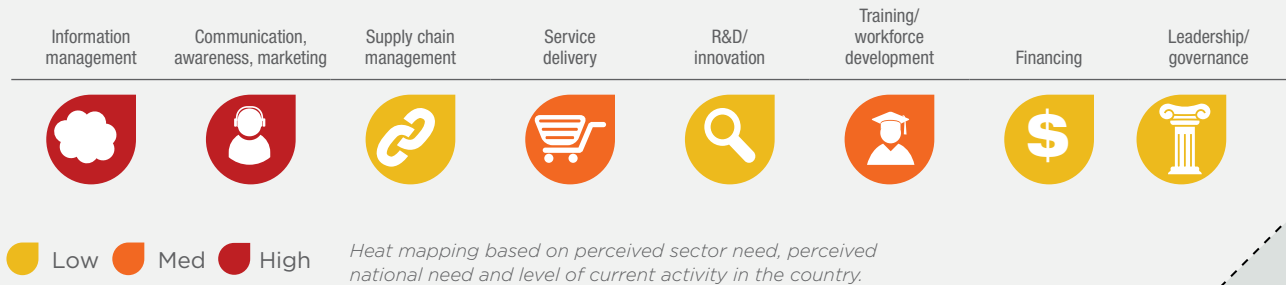 Information
management
Communication,
awareness, marketing
Supply chain
management
Service
delivery
R&D/
innovation
Training/
workforce
development
Financing
Leadership/
governance
$
Low
Med
High
Heat mapping based on perceived sector need, perceived
national need and level of current activity in the country.